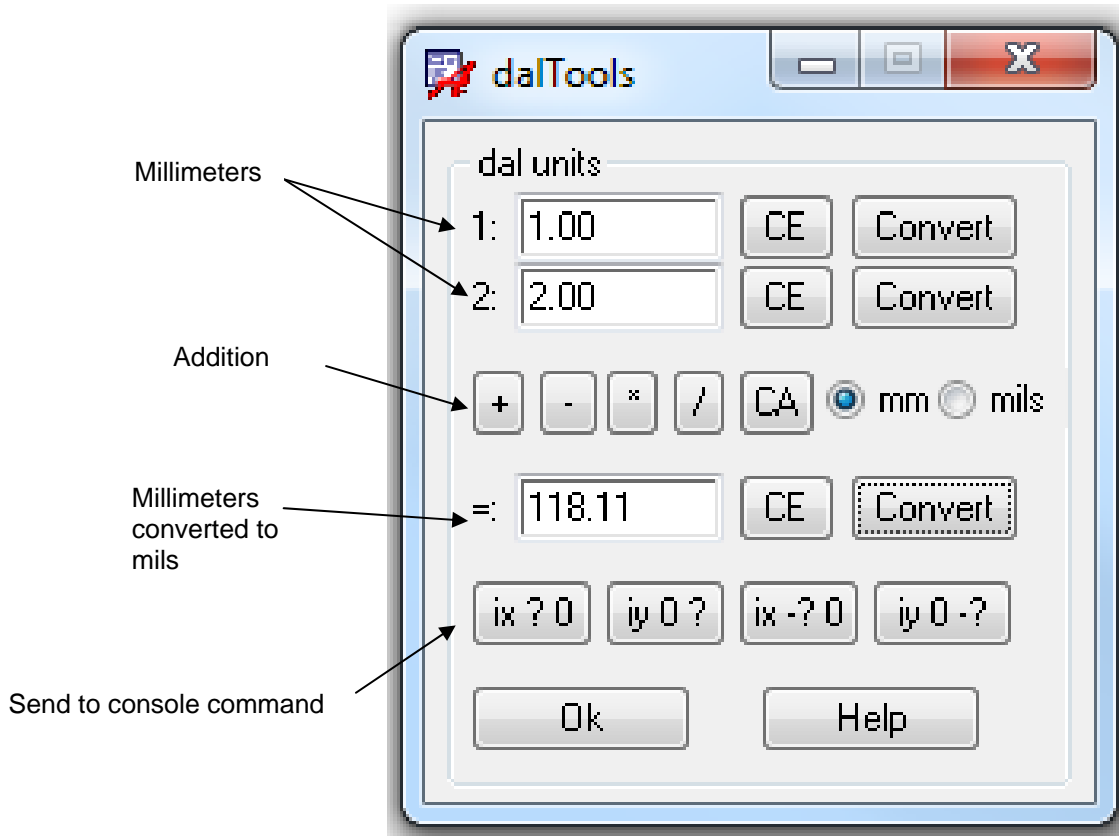 dalTools
dal units
Millimeters
1: 1.00 CE Convert
2: 2.00 CE Convert
Addition
+ - * / CA mm mils
Millimeters
converted to
mils
=: 118.11 CE Convert
ix ? 0 iy 0 ? ix -? 0 iy 0 -?
Send to console command
Ok Help